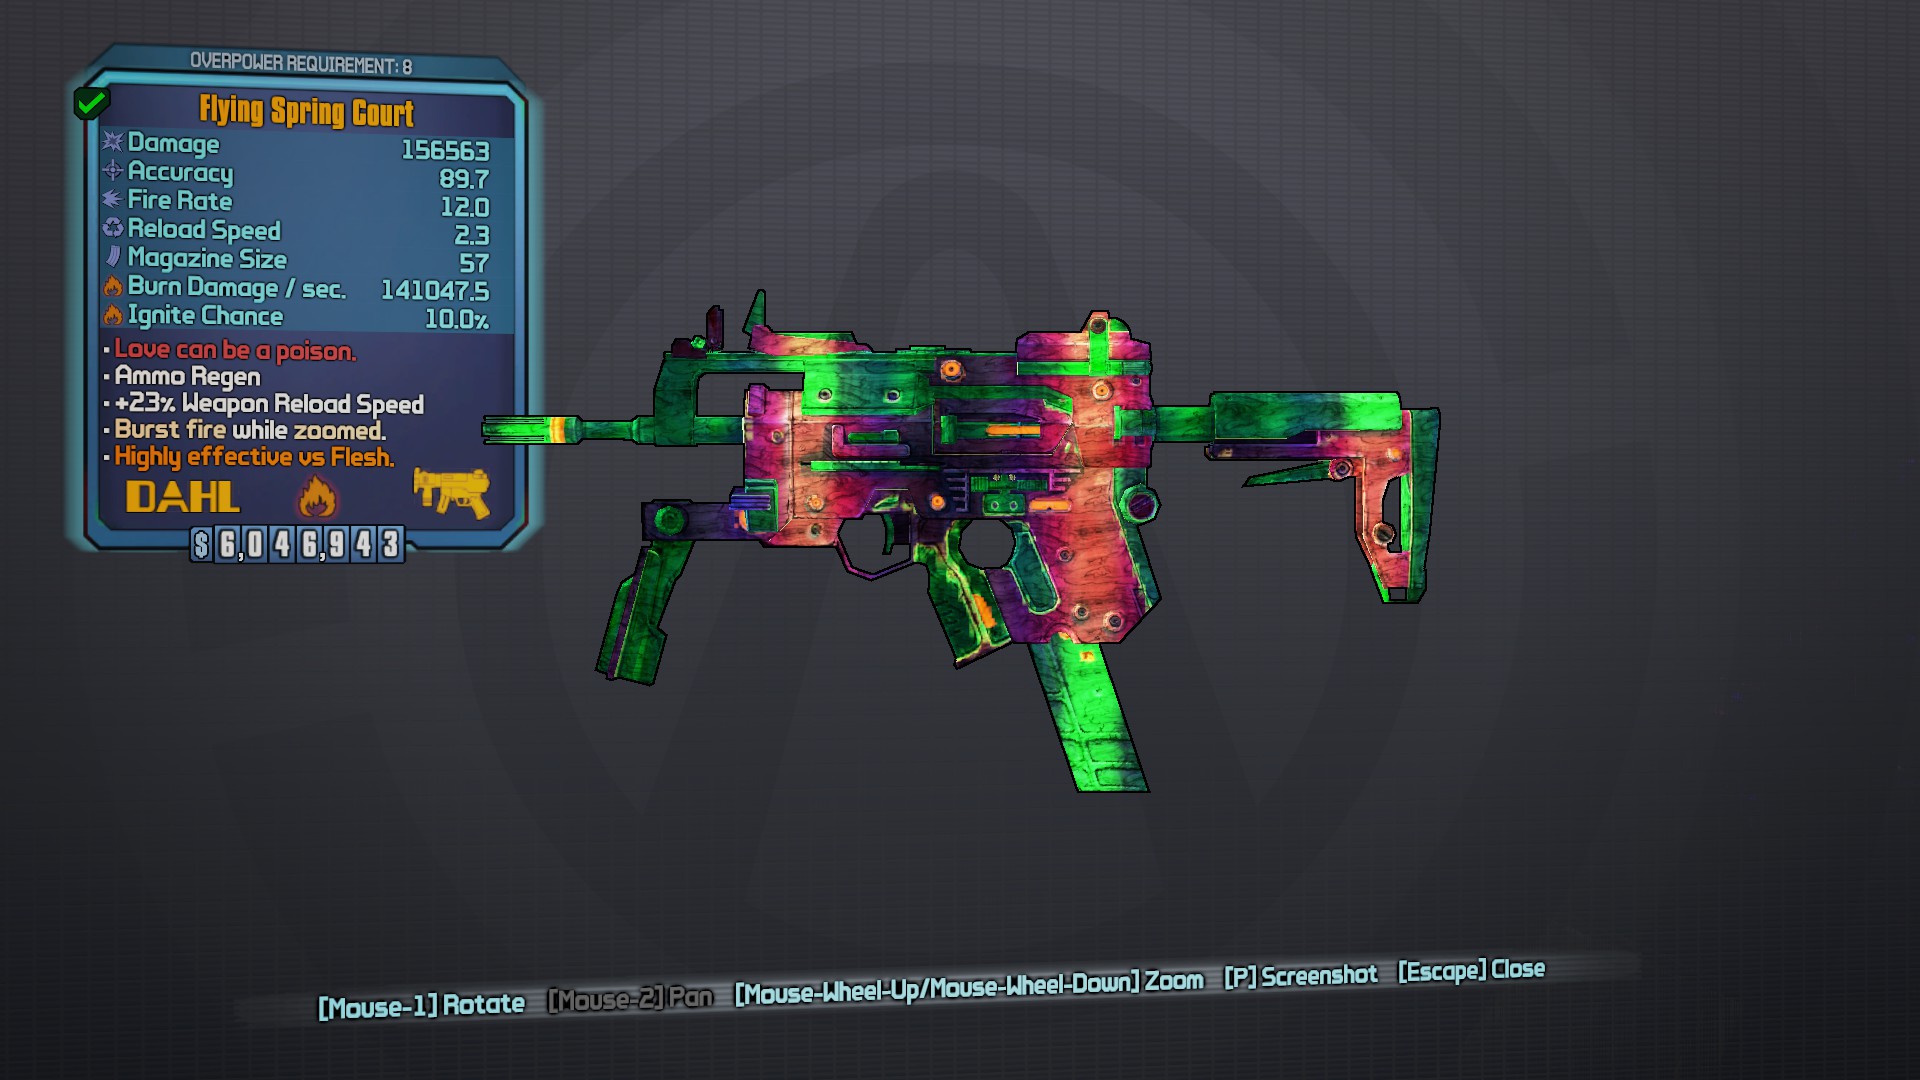 OVERPOWER REQUIREMENT: 8
Flying Spring Court
Damage 156563
Accuracy 89.7
Fire Rate 12.0
Reload Speed 2.3
Magazine Size 57
Burn Damage / sec. 141047.5
Ignite Chance 10.0%
• Love can be a poison.
• Ammo Regen
• +23% Weapon Reload Speed
• Burst fire while zoomed.
• Highly effective vs Flesh.
DAHL
$ 6,046,943
[Mouse-1] Rotate [Mouse-2] Pan [Mouse-Wheel-Up/Mouse-Wheel-Down] Zoom [P] Screenshot [Escape] Close